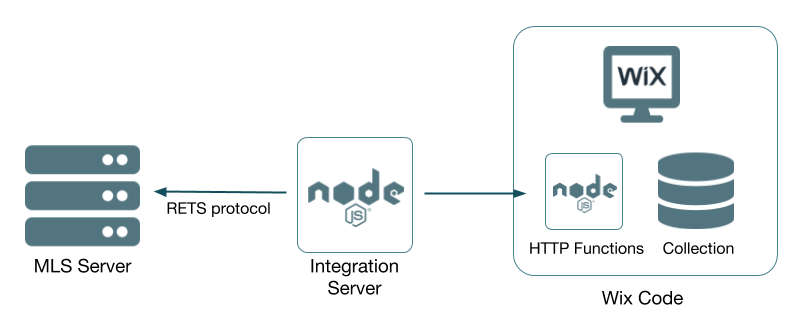 WiX
node
JS
RETS protocol
node
JS
MLS Server
Integration
Server
HTTP Functions
Collection
Wix Code